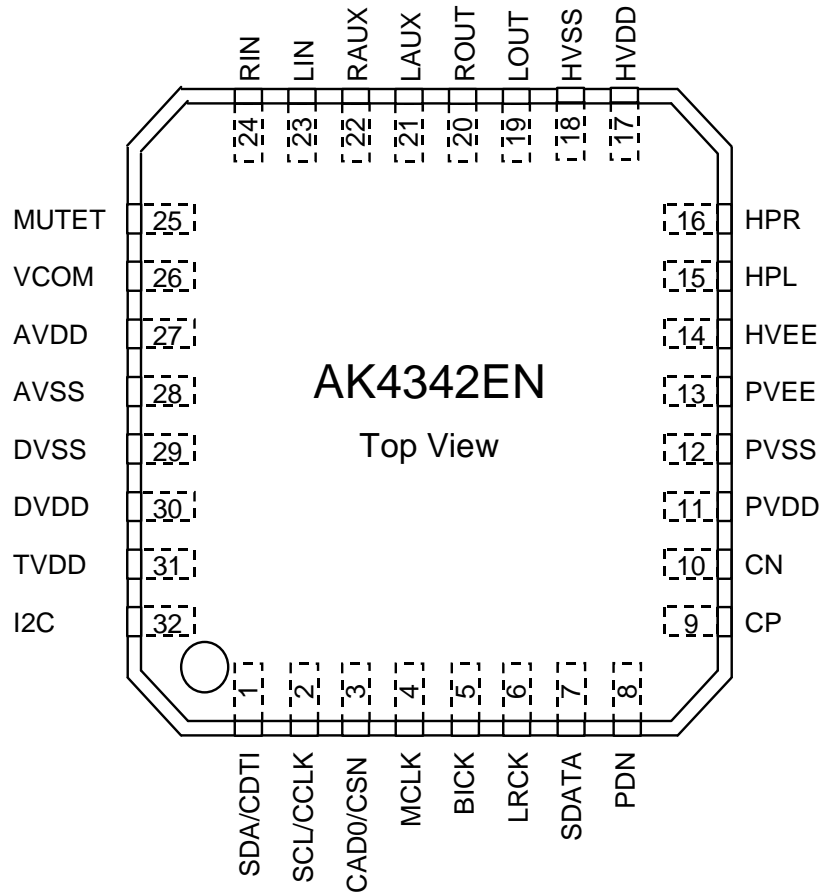 RIN
LIN
RAUX
LAUX
ROUT
LOUT
HVSS
HVDD
24
23
22
21
20
19
18
17
MUTET 25
VCOM 26
AVDD 27
AVSS 28
DVSS 29
DVDD 30
TVDD 31
I2C 32
AK4342EN
Top View
16 HPR
15 HPL
14 HVEE
13 PVEE
12 PVSS
11 PVDD
10 CN
9 CP
1
2
3
4
5
6
7
8
SDA/CDTI
SCL/CCLK
CAD0/CSN
MCLK
BICK
LRCK
SDATA
PDN